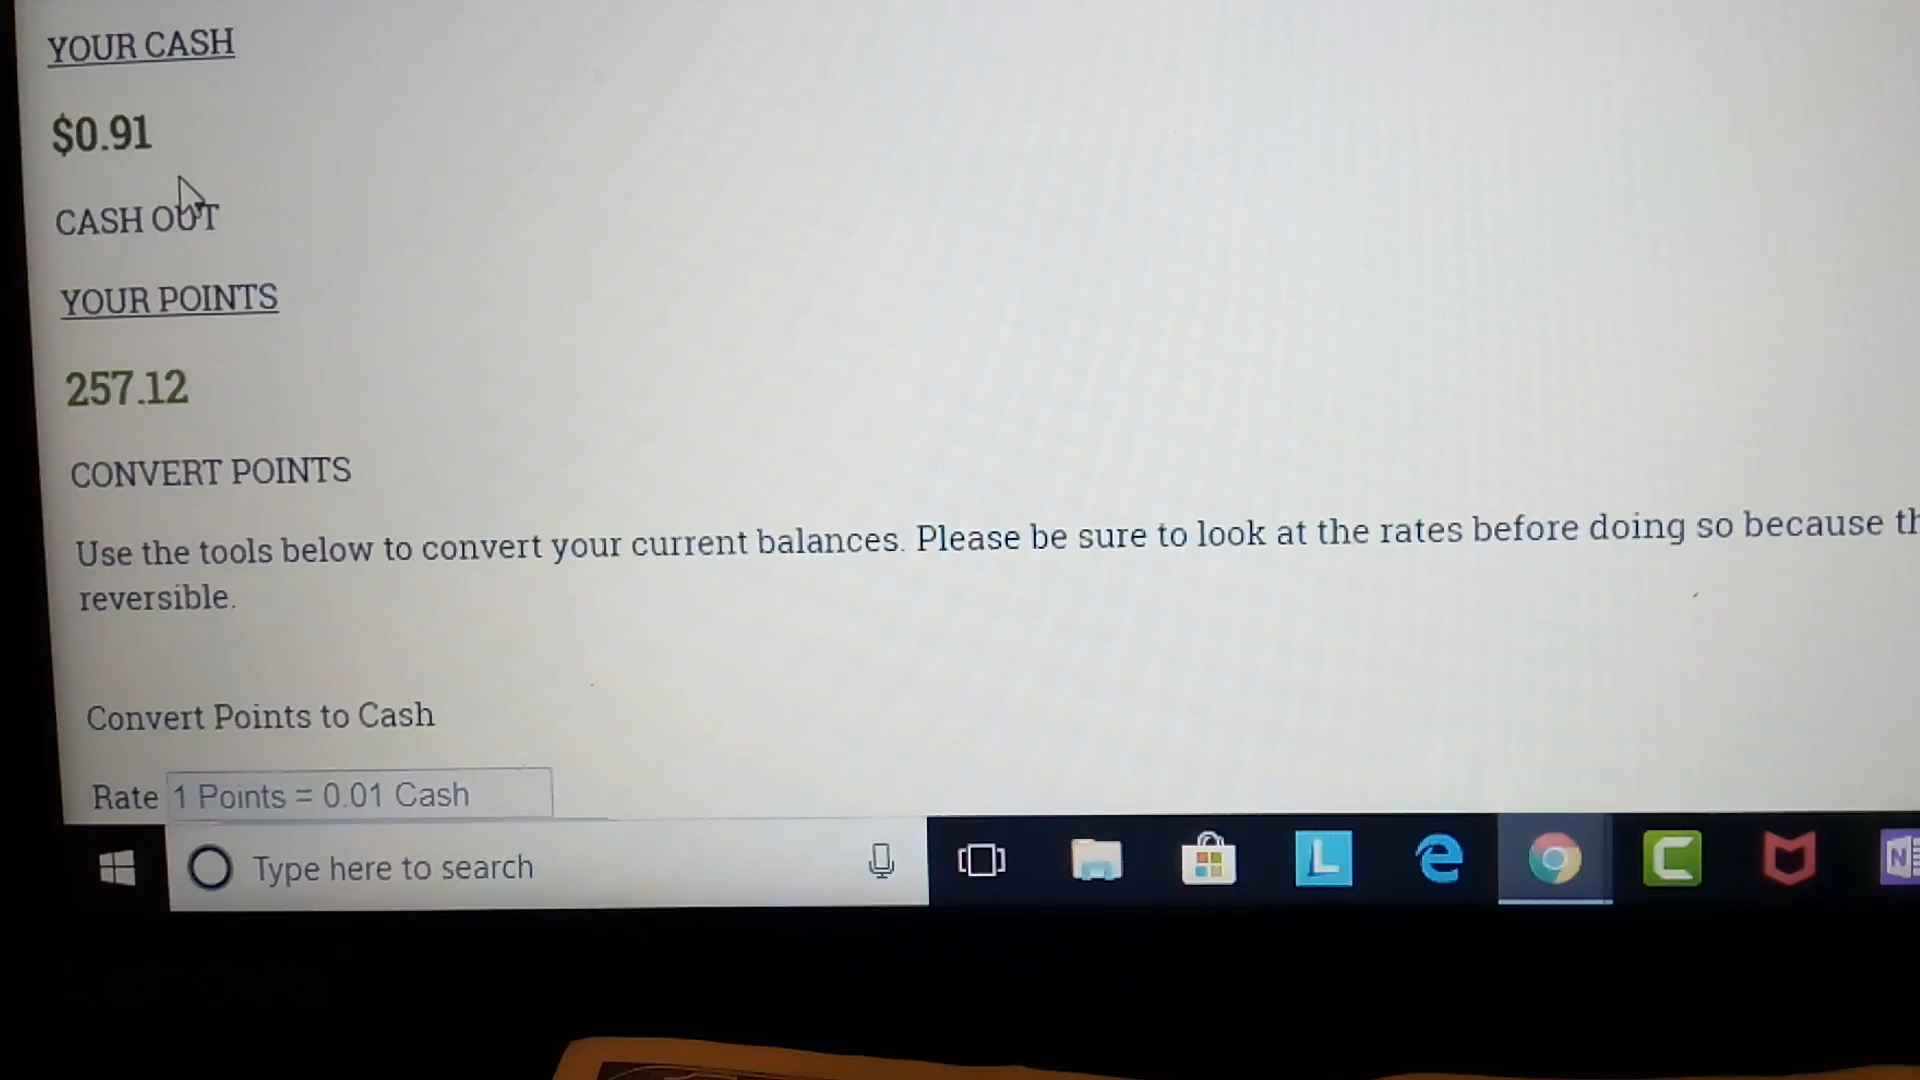 YOUR CASH
$0.91
CASH OUT
YOUR POINTS
257.12
CONVERT POINTS
Use the tools below to convert your current balances. Please be sure to look at the rates before doing so because th
reversible.
Convert Points to Cash
Rate 1 Points = 0.01 Cash
Type here to search
L
N